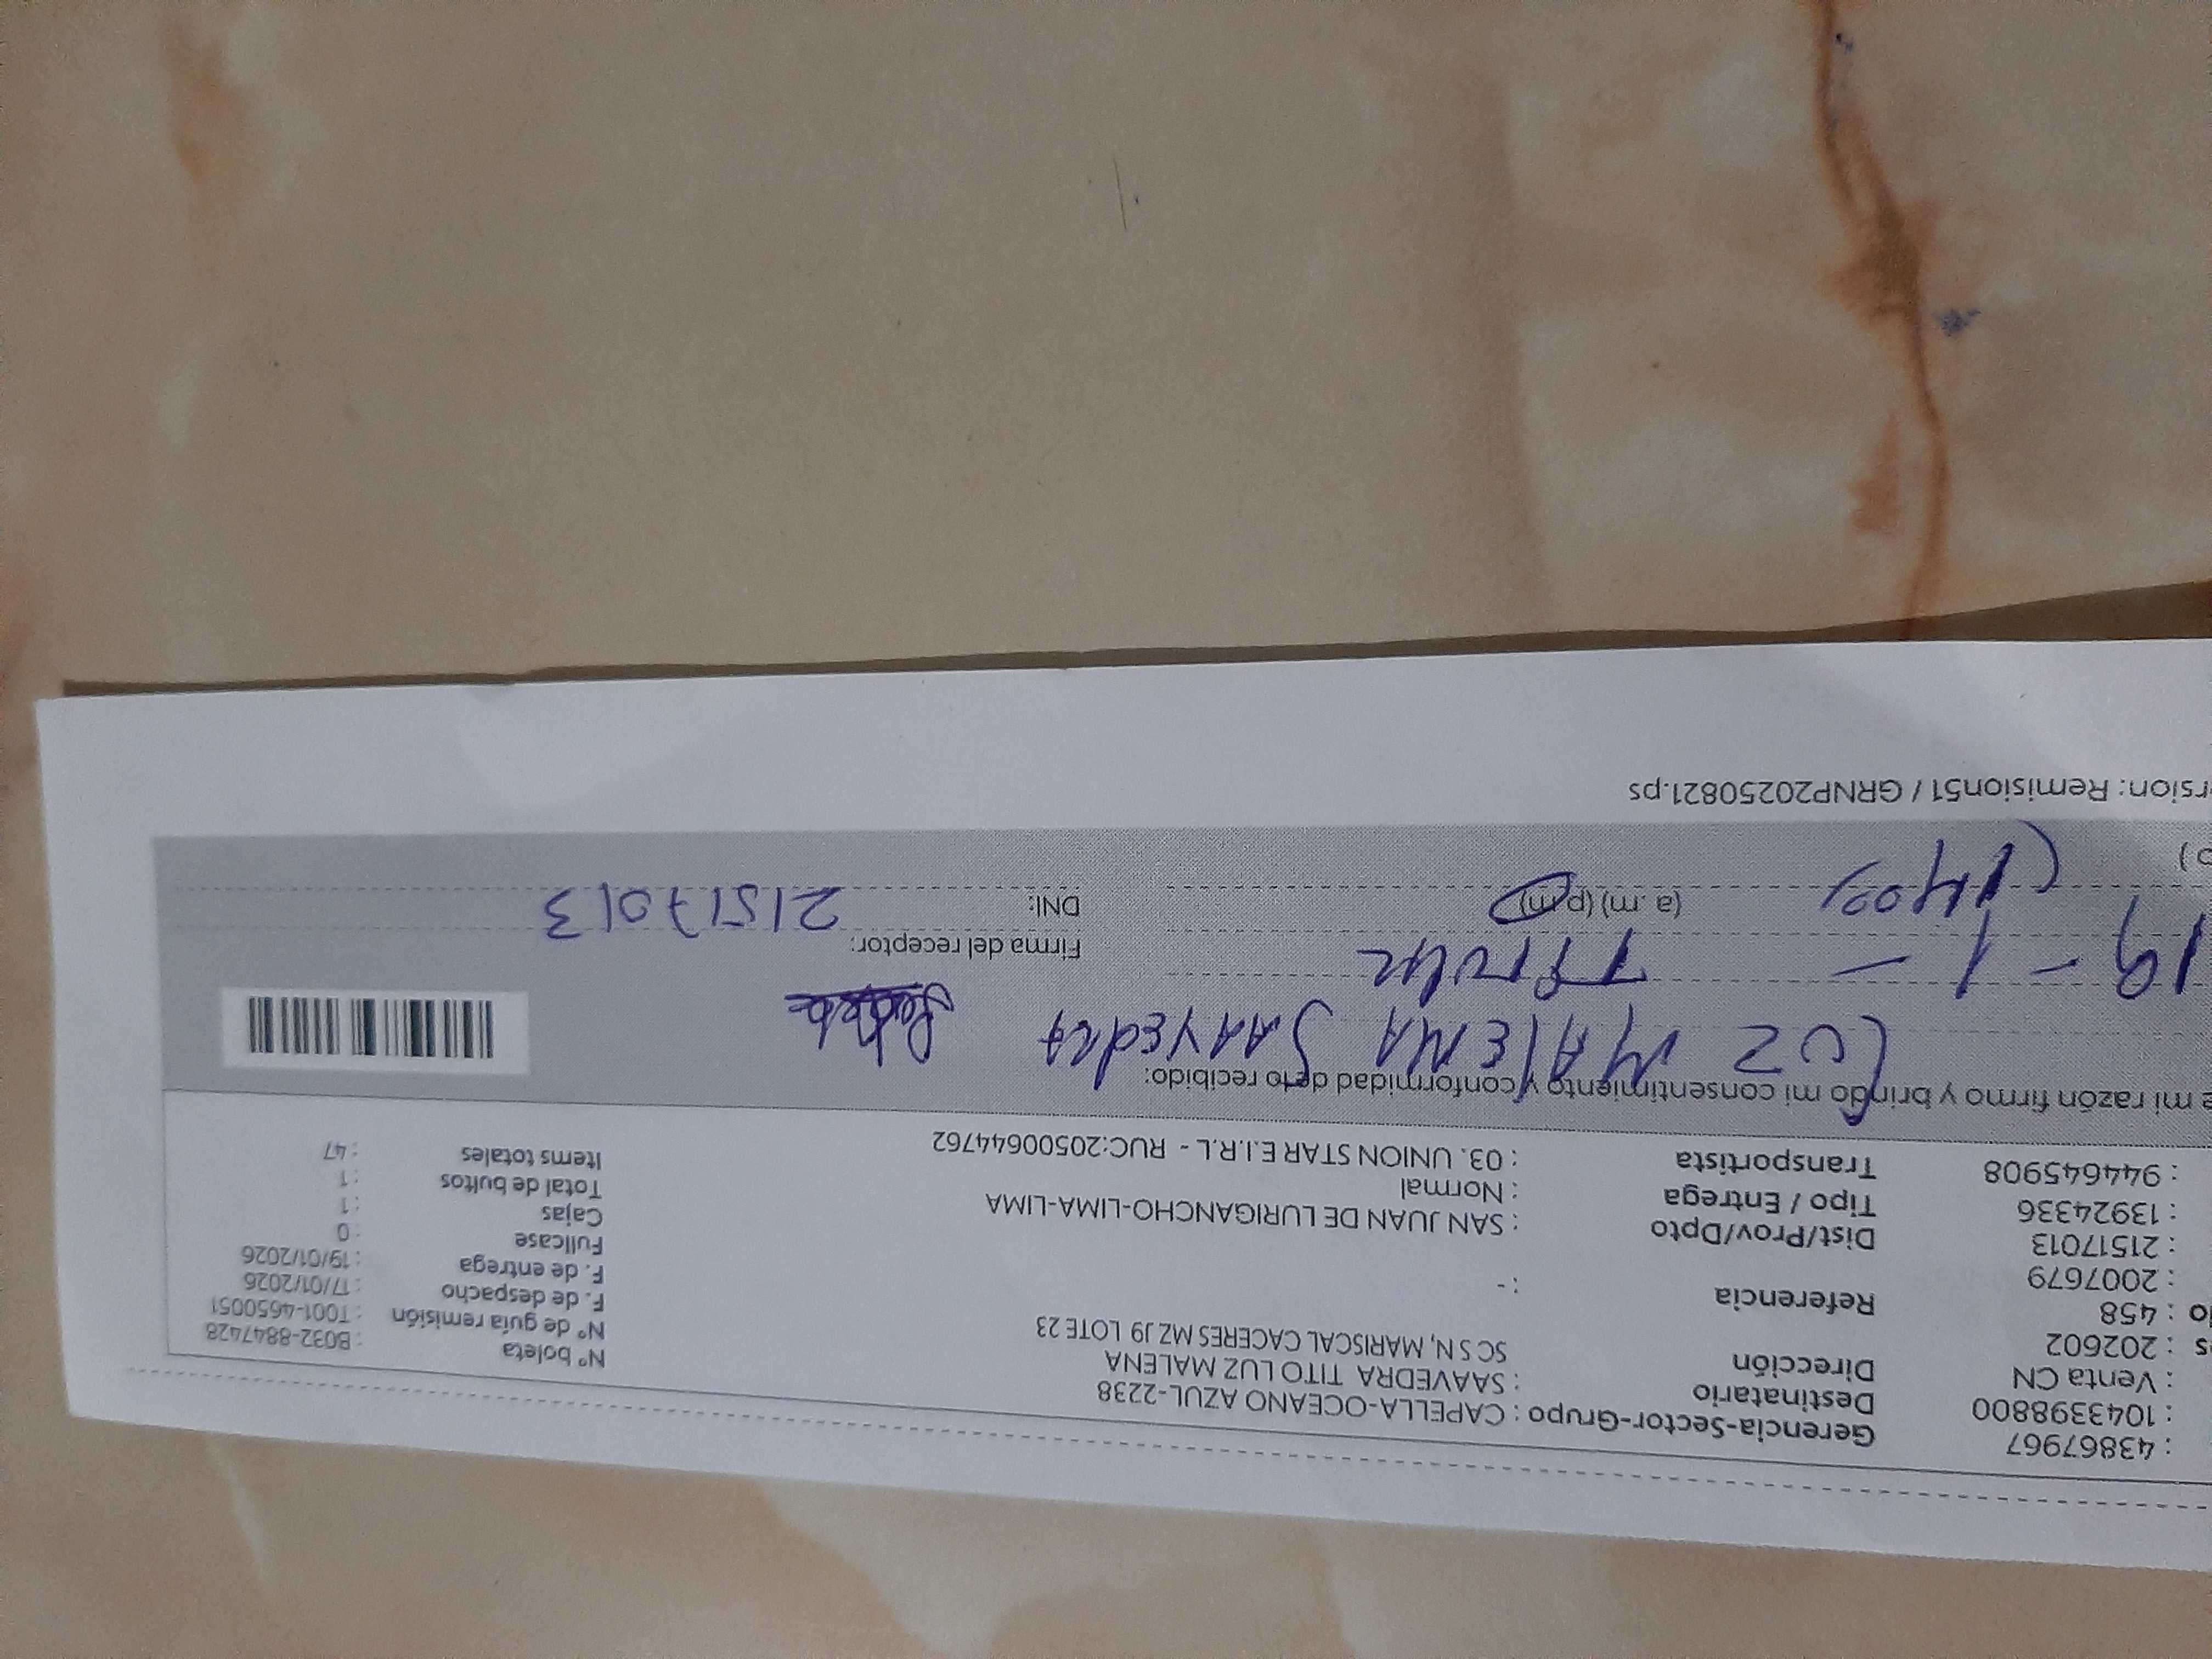 : 43867967 Gerencia-Sector-Grupo : CAPELLA-OCEANO AZUL-2238
: 1043398800 Destinatario : SAAVEDRA TITO LUZ MALENA
: Venta CN Dirección SC S N, MARISCAL CACERES MZ J9 LOTE 23
: 202602
: 458 Referencia : -
: 2007679
: 21517013 Dist/Prov/Dpto : SAN JUAN DE LURIGANCHO-LIMA-LIMA
: 13924336 Tipo / Entrega : Normal
: 944645908 Transportista : 03. UNION STAR E.I.R.L - RUC:20500644762
N° boleta : B032-8847428
N° de guía remisión : T001-4650051
F. de despacho : 17/01/2026
F. de entrega : 19/01/2026
Fullcase : 0
Cajas : 1
Total de bultos : 1
Items totales : 47
mi razón firmo y brindo mi consentimiento y conformidad de lo recibido:
LUZ MALENA SAAVEDRA
19 - 1 -
Firma del receptor:
(a.m) (p.m)
DNI: 21517013
rsion: Remision51 / GRNP20250821.ps